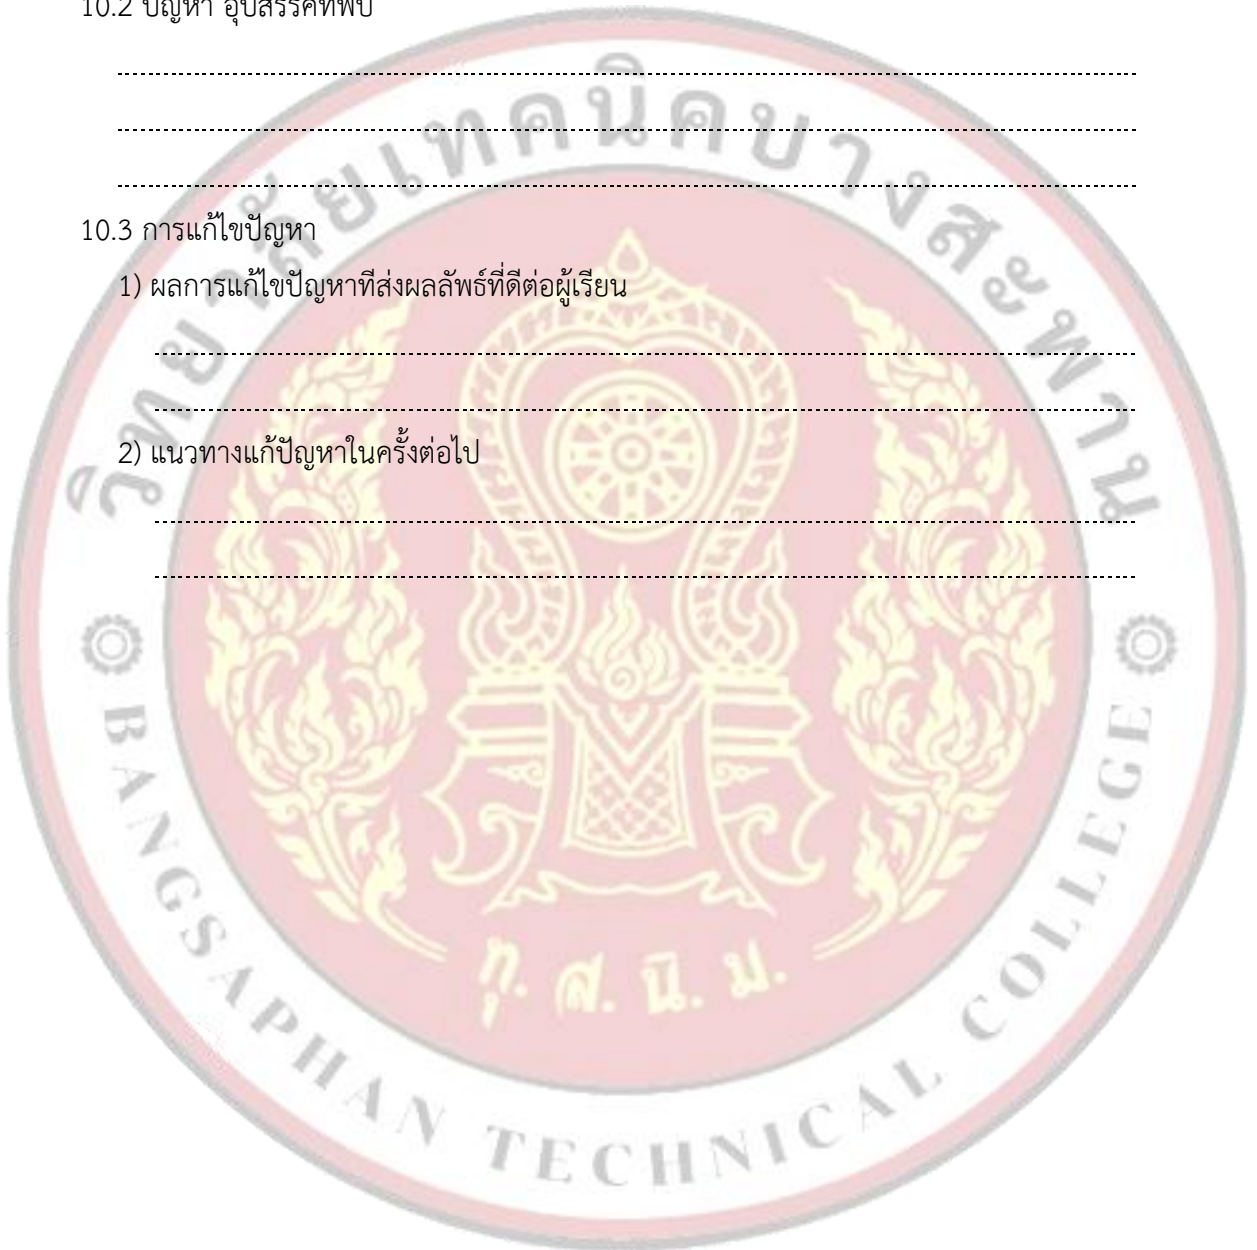 10.2 ปัญหา อุปสรรคที่พบ
10.3 การแก้ไขปัญหา
1) ผลการแก้ไขปัญหาทีส่งผลลัพธ์ที่ดีต่อผู้เรียน
2) แนวทางแก้ปัญหาในครั้งต่อไป
วิทยาลัยเทคนิคบางสะพาน
ทุ. ส. นิ. ม.
BANGSAPHAN TECHNICAL COLLEGE